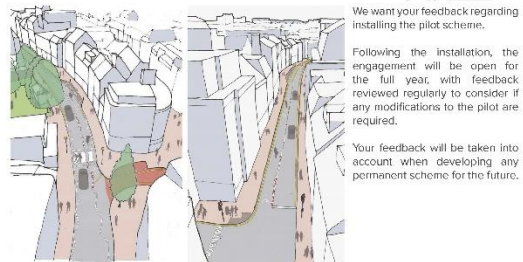 We want your feedback regarding
installing the pilot scheme.
Following the installation, the
engagement will be open for
the full year, with feedback
reviewed regularly to consider if
any modifications to the pilot are
required.
Your feedback will be taken into
account when developing any
permanent scheme for the future.